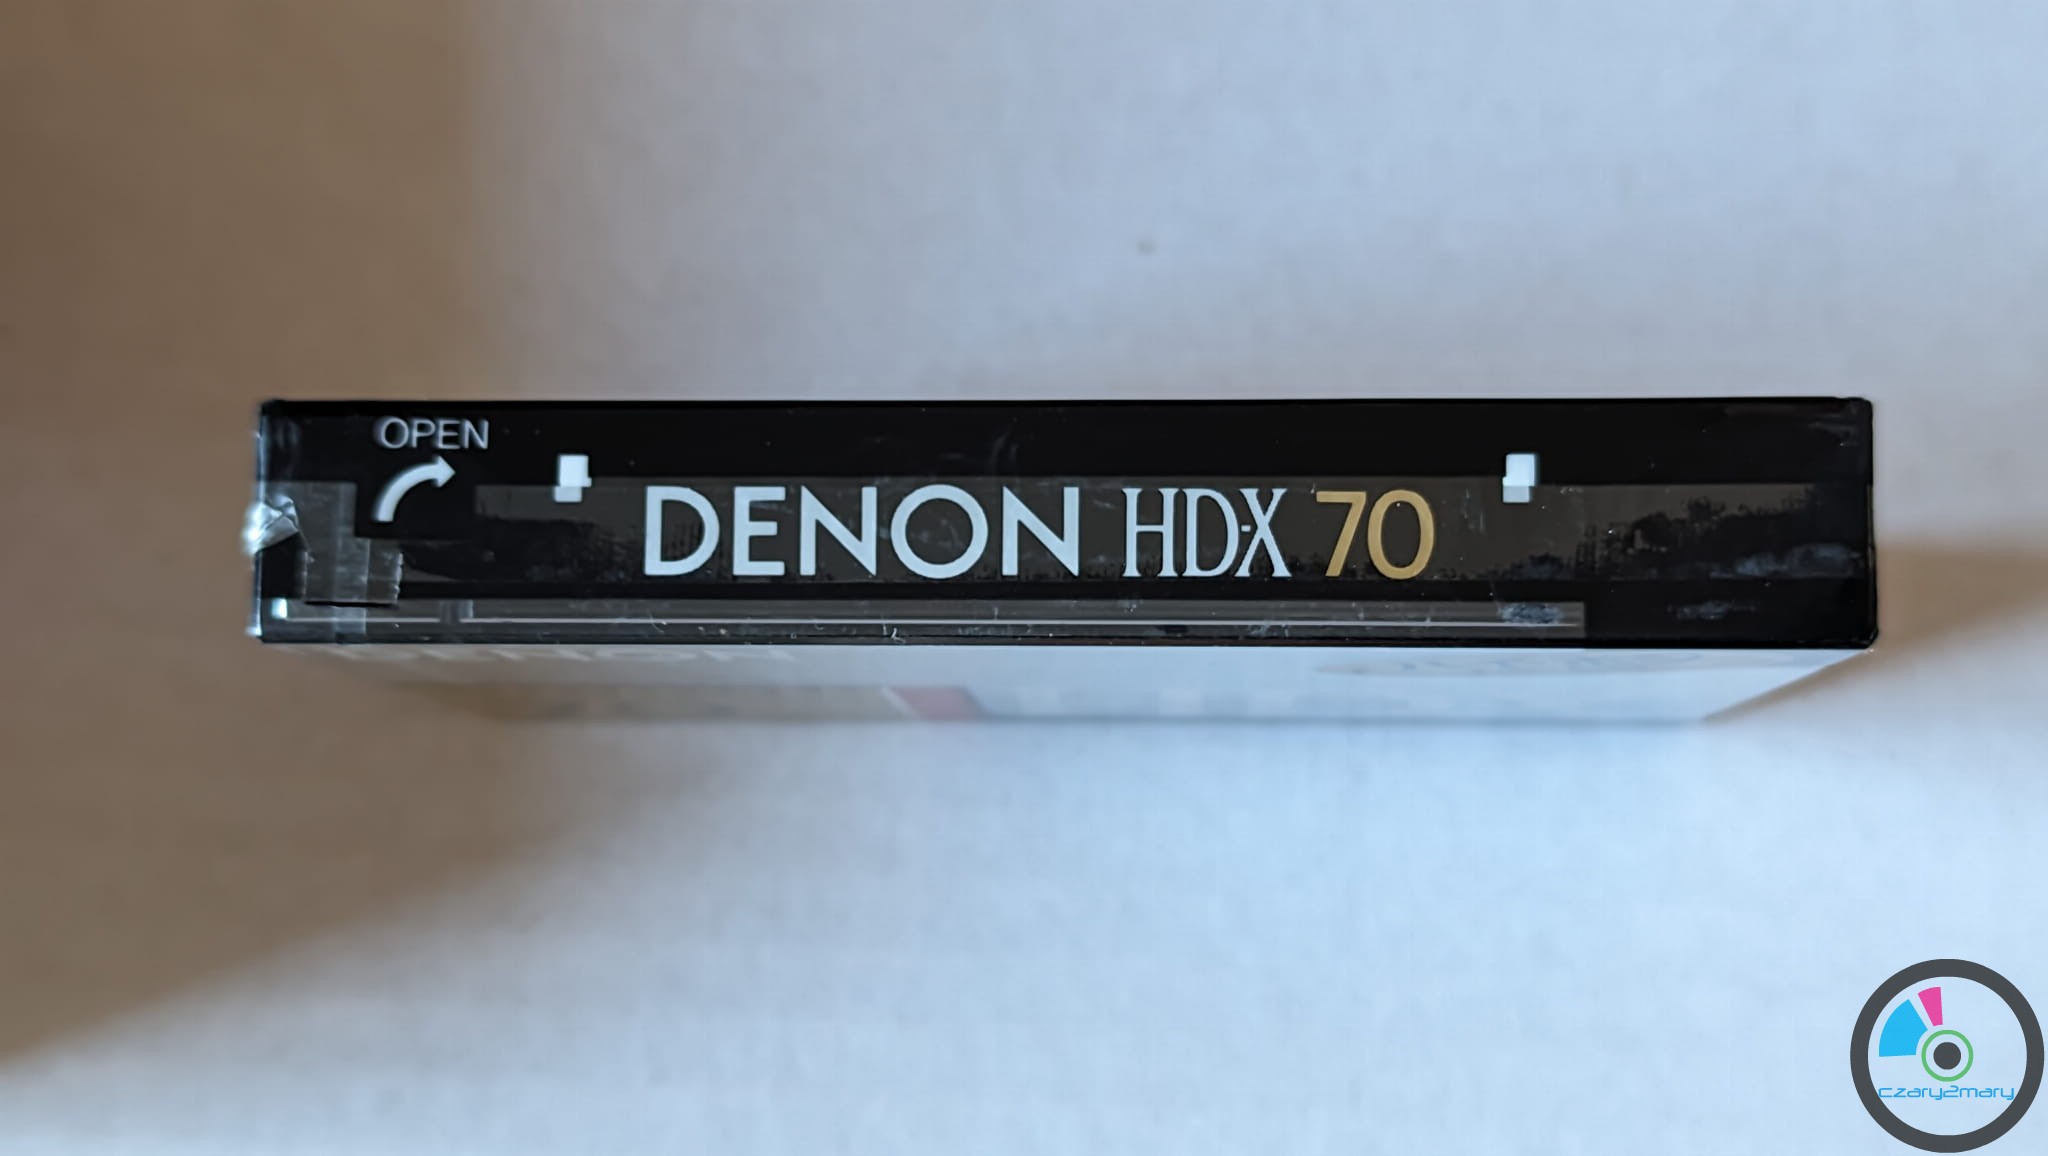 OPEN
DENON HD-X 70
czary2mary